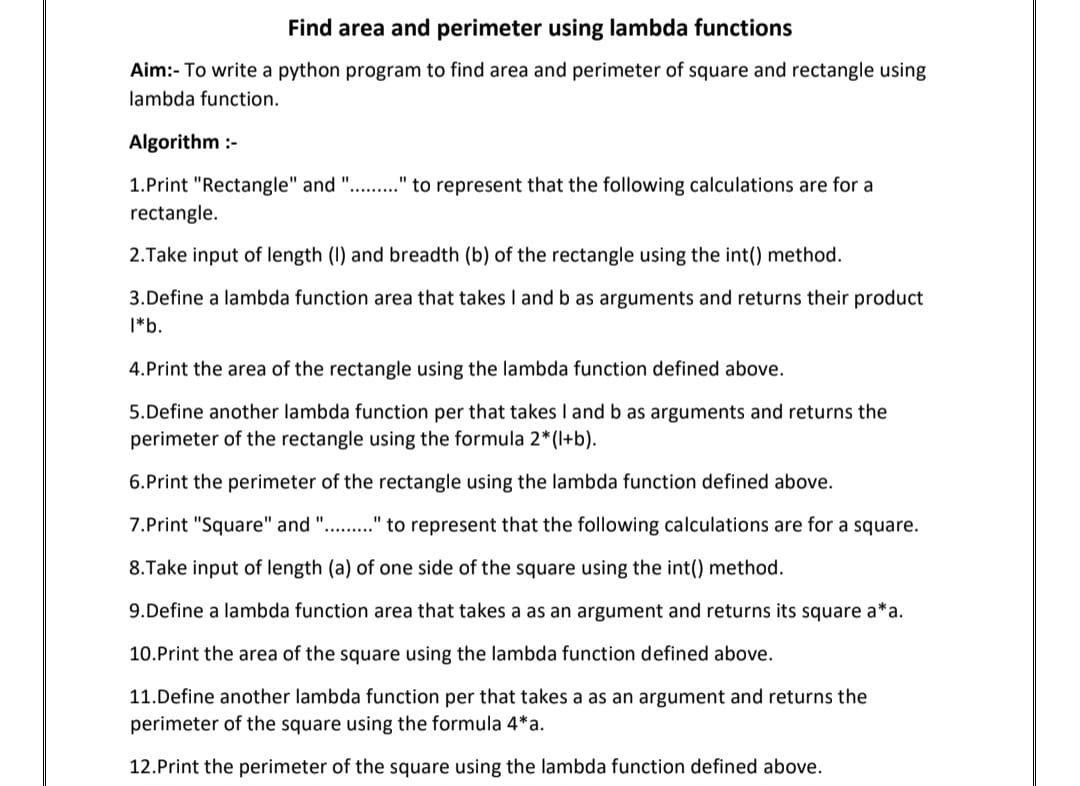 Find area and perimeter using lambda functions
Aim:- To write a python program to find area and perimeter of square and rectangle using
lambda function.
Algorithm :-
1.Print "Rectangle" and "........." to represent that the following calculations are for a
rectangle.
2.Take input of length (l) and breadth (b) of the rectangle using the int() method.
3.Define a lambda function area that takes l and b as arguments and returns their product
l*b.
4.Print the area of the rectangle using the lambda function defined above.
5.Define another lambda function per that takes l and b as arguments and returns the
perimeter of the rectangle using the formula 2*(l+b).
6.Print the perimeter of the rectangle using the lambda function defined above.
7.Print "Square" and "........." to represent that the following calculations are for a square.
8.Take input of length (a) of one side of the square using the int() method.
9.Define a lambda function area that takes a as an argument and returns its square a*a.
10.Print the area of the square using the lambda function defined above.
11.Define another lambda function per that takes a as an argument and returns the
perimeter of the square using the formula 4*a.
12.Print the perimeter of the square using the lambda function defined above.